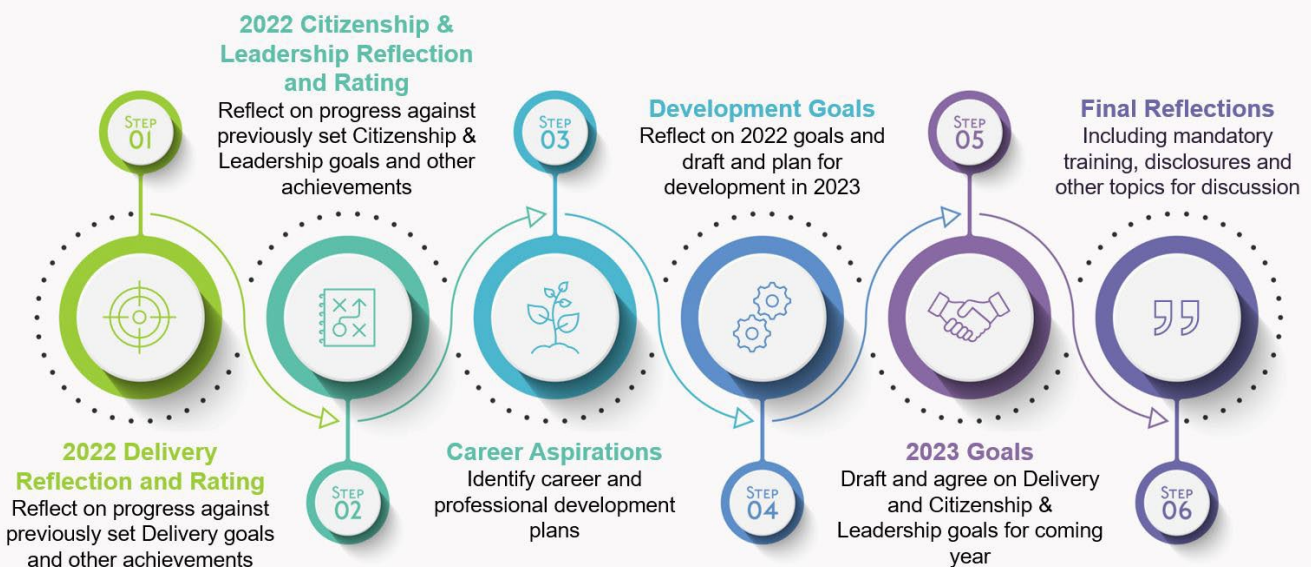 STEP
01
2022 Delivery
Reflection and Rating
Reflect on progress against
previously set Delivery goals
and other achievements
2022 Citizenship &
Leadership Reflection
and Rating
Reflect on progress against
previously set Citizenship &
Leadership goals and other
achievements
STEP
02
STEP
03
Career Aspirations
Identify career and
professional development
plans
Development Goals
Reflect on 2022 goals and
draft and plan for
development in 2023
STEP
04
STEP
05
2023 Goals
Draft and agree on Delivery
and Citizenship &
Leadership goals for coming
year
Final Reflections
Including mandatory
training, disclosures and
other topics for discussion
STEP
06